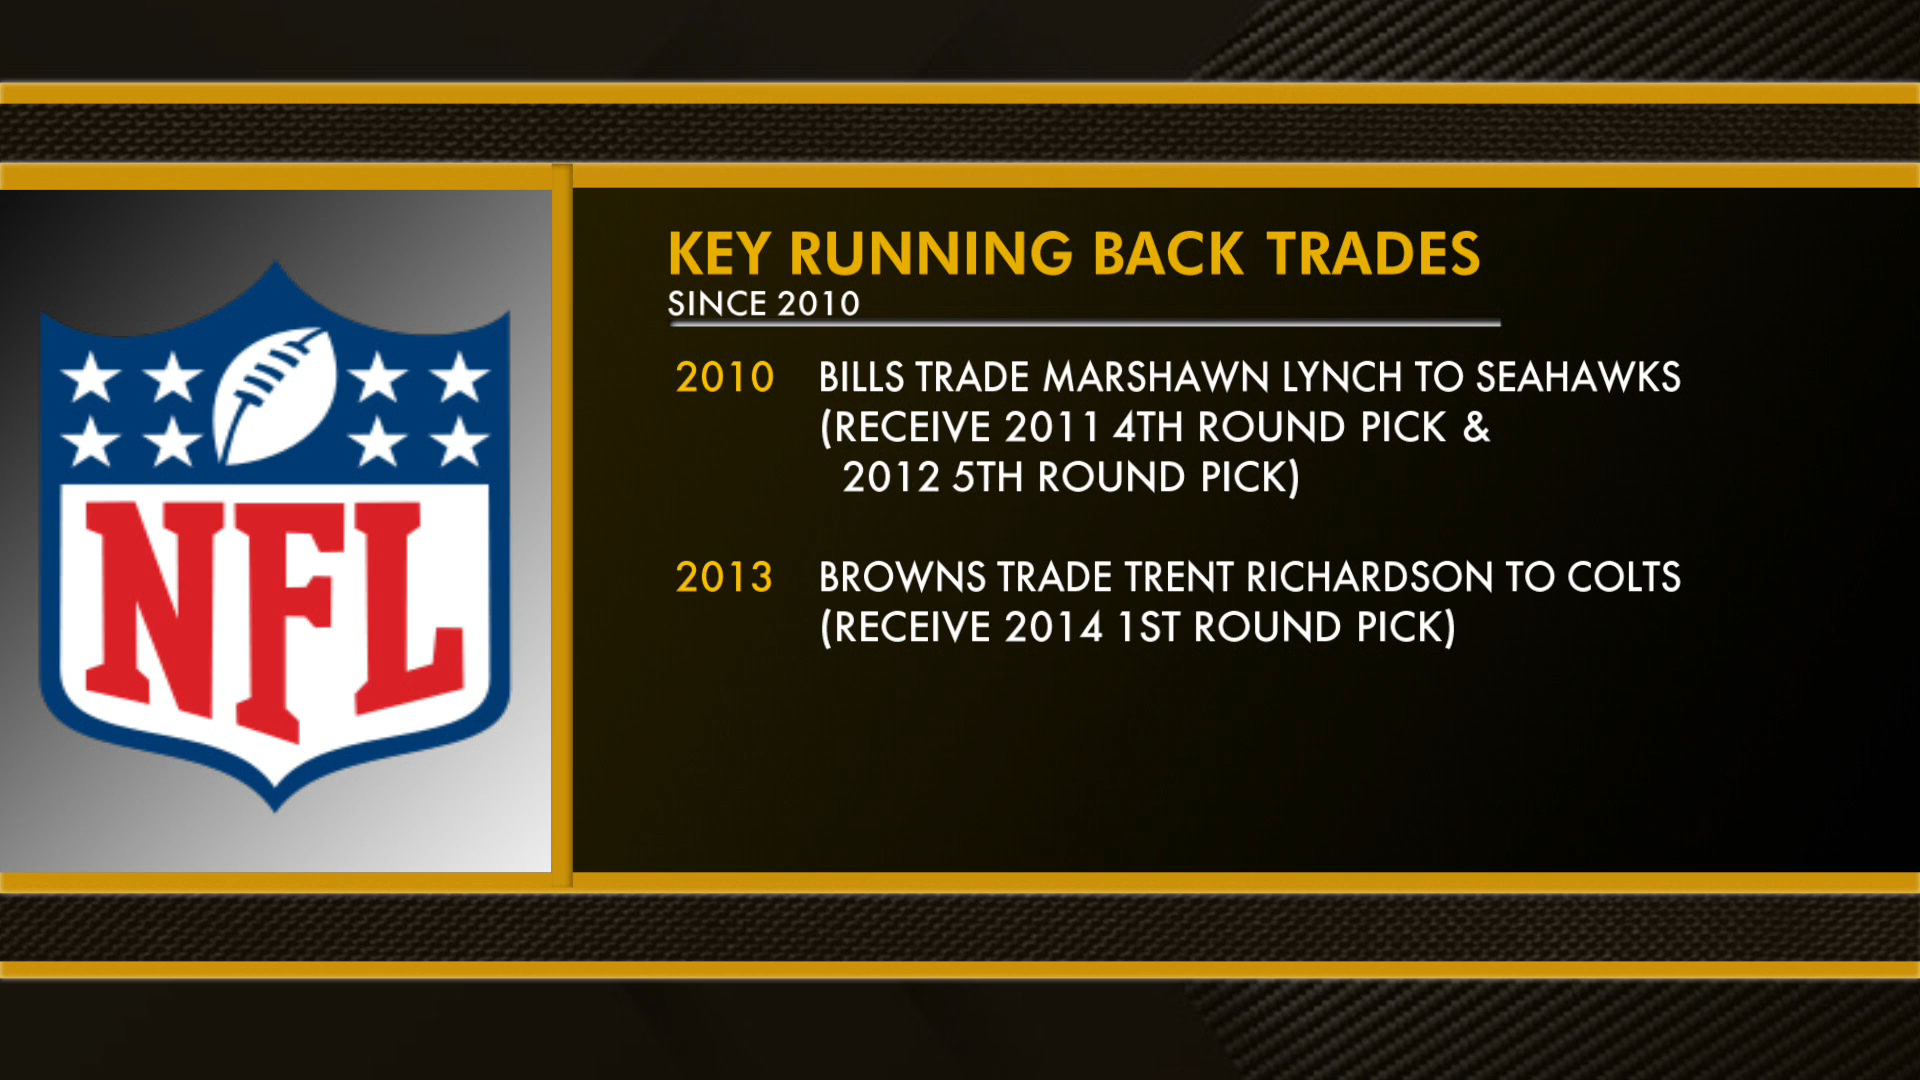 NFL
KEY RUNNING BACK TRADES
SINCE 2010
2010 BILLS TRADE MARSHAWN LYNCH TO SEAHAWKS
(RECEIVE 2011 4TH ROUND PICK &
2012 5TH ROUND PICK)
2013 BROWNS TRADE TRENT RICHARDSON TO COLTS
(RECEIVE 2014 1ST ROUND PICK)